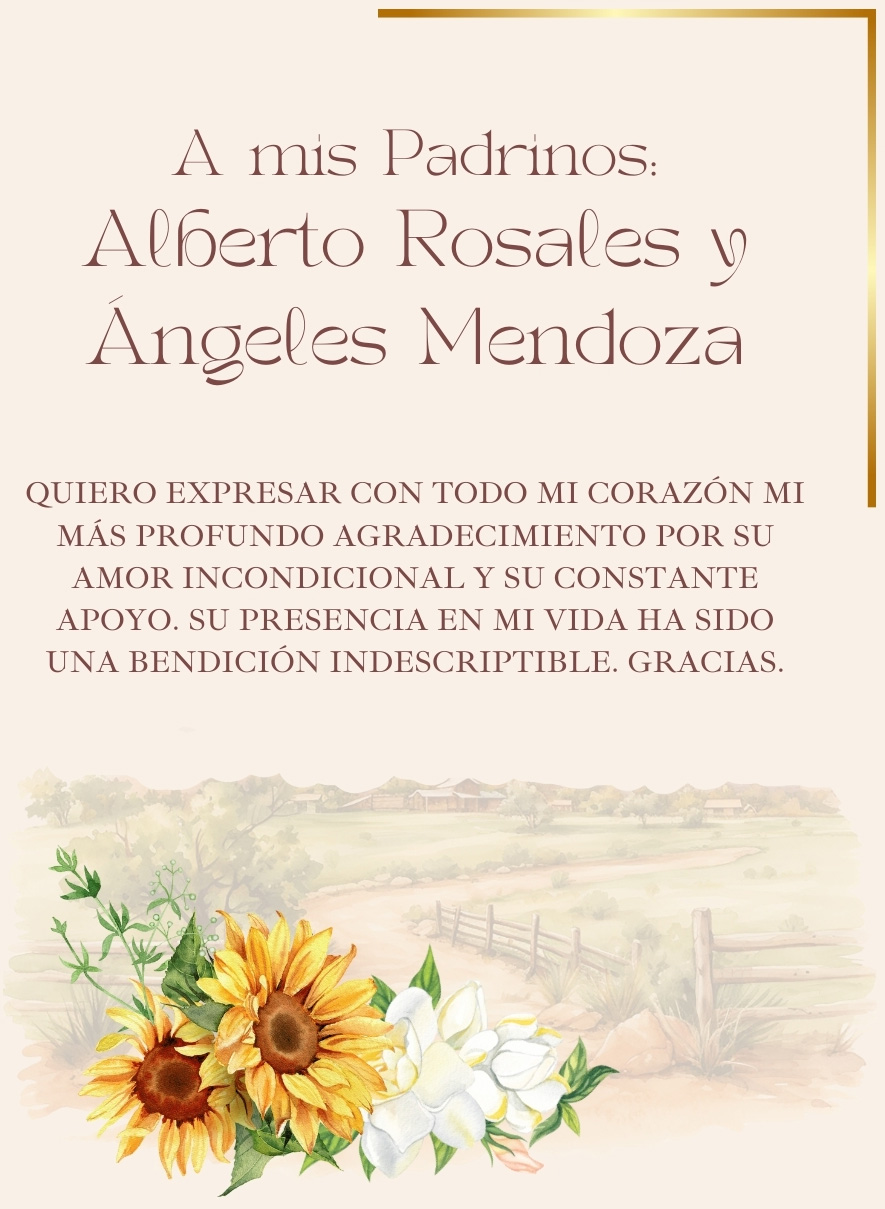 A mis Padrinos:
Alberto Rosales y
Ángeles Mendoza
QUIERO EXPRESAR CON TODO MI CORAZÓN MI
MÁS PROFUNDO AGRADECIMIENTO POR SU
AMOR INCONDICIONAL Y SU CONSTANTE
APOYO. SU PRESENCIA EN MI VIDA HA SIDO
UNA BENDICIÓN INDESCRIPTIBLE. GRACIAS.